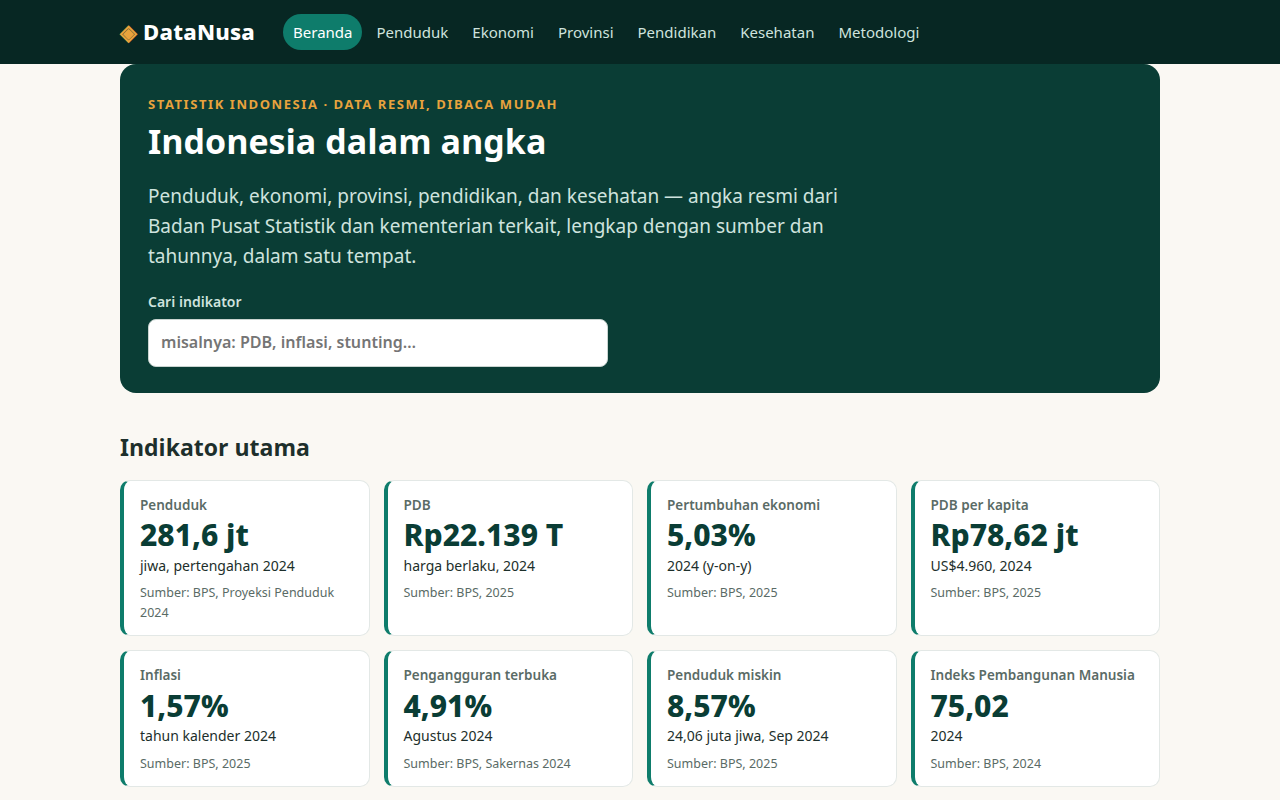 ◈ DataNusa
Beranda
Penduduk
Ekonomi
Provinsi
Pendidikan
Kesehatan
Metodologi
STATISTIK INDONESIA · DATA RESMI, DIBACA MUDAH
Indonesia dalam angka
Penduduk, ekonomi, provinsi, pendidikan, dan kesehatan — angka resmi dari
Badan Pusat Statistik dan kementerian terkait, lengkap dengan sumber dan
tahunnya, dalam satu tempat.
Cari indikator
misalnya: PDB, inflasi, stunting...
Indikator utama
Penduduk
281,6 jt
jiwa, pertengahan 2024
Sumber: BPS, Proyeksi Penduduk
2024
PDB
Rp22.139 T
harga berlaku, 2024
Sumber: BPS, 2025
Pertumbuhan ekonomi
5,03%
2024 (y-on-y)
Sumber: BPS, 2025
PDB per kapita
Rp78,62 jt
US$4.960, 2024
Sumber: BPS, 2025
Inflasi
1,57%
tahun kalender 2024
Sumber: BPS, 2025
Pengangguran terbuka
4,91%
Agustus 2024
Sumber: BPS, Sakernas 2024
Penduduk miskin
8,57%
24,06 juta jiwa, Sep 2024
Sumber: BPS, 2025
Indeks Pembangunan Manusia
75,02
2024
Sumber: BPS, 2024